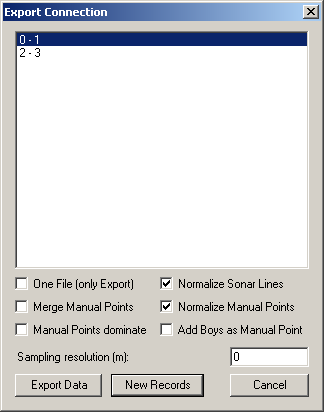 Export Connection
0 - 1
2 - 3
One File (only Export)
Normalize Sonar Lines
Merge Manual Points
Normalize Manual Points
Manual Points dominate
Add Boys as Manual Point
Sampling resolution (m):
0
Export Data
New Records
Cancel